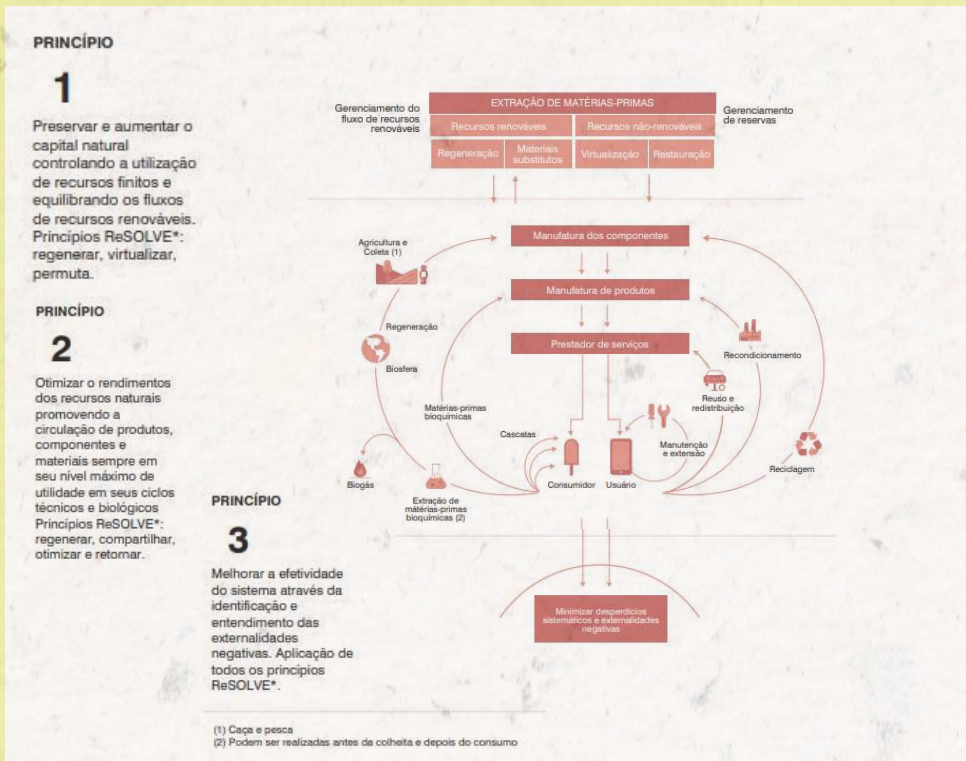 PRINCÍPIO
1
Preservar e aumentar o
capital natural
controlando a utilização
de recursos finitos e
equilibrando os fluxos
de recursos renováveis.
Princípios ReSOLVE*:
regenerar, virtualizar,
permuta.
PRINCÍPIO
2
Otimizar o rendimentos
dos recursos naturais
promovendo a
circulação de produtos,
componentes e
materiais sempre em
seu nível máximo de
utilidade em seus ciclos
técnicos e biológicos
Princípios ReSOLVE*:
regenerar, compartilhar,
otimizar e retornar.
PRINCÍPIO
3
Melhorar a efetividade
do sistema através da
identificação e
entendimento das
externalidades
negativas. Aplicação de
todos os princípios
ReSOLVE*.
Gerenciamento do
fluxo de recursos
renováveis
EXTRAÇÃO DE MATÉRIAS-PRIMAS
Recursos renováveis
Recursos não-renováveis
Regeneração
Materiais
substitutos
Virtualização
Restauração
Gerenciamento
de reservas
Agricultura e
Coleta (1)
Manufatura dos componentes
Manufatura de produtos
Prestador de serviços
Regeneração
Biosfera
Recondicionamento
Matérias-primas
bioquímicas
Reuso e
redistribuição
Cascatas
Manutenção
e extensão
Reciclagem
Biogás
Extração de
matérias-primas
bioquímicas (2)
Consumidor
Usuário
Minimizar desperdícios
sistemáticos e externalidades
negativas
(1) Caça e pesca
(2) Podem ser realizadas antes da colheita e depois do consumo